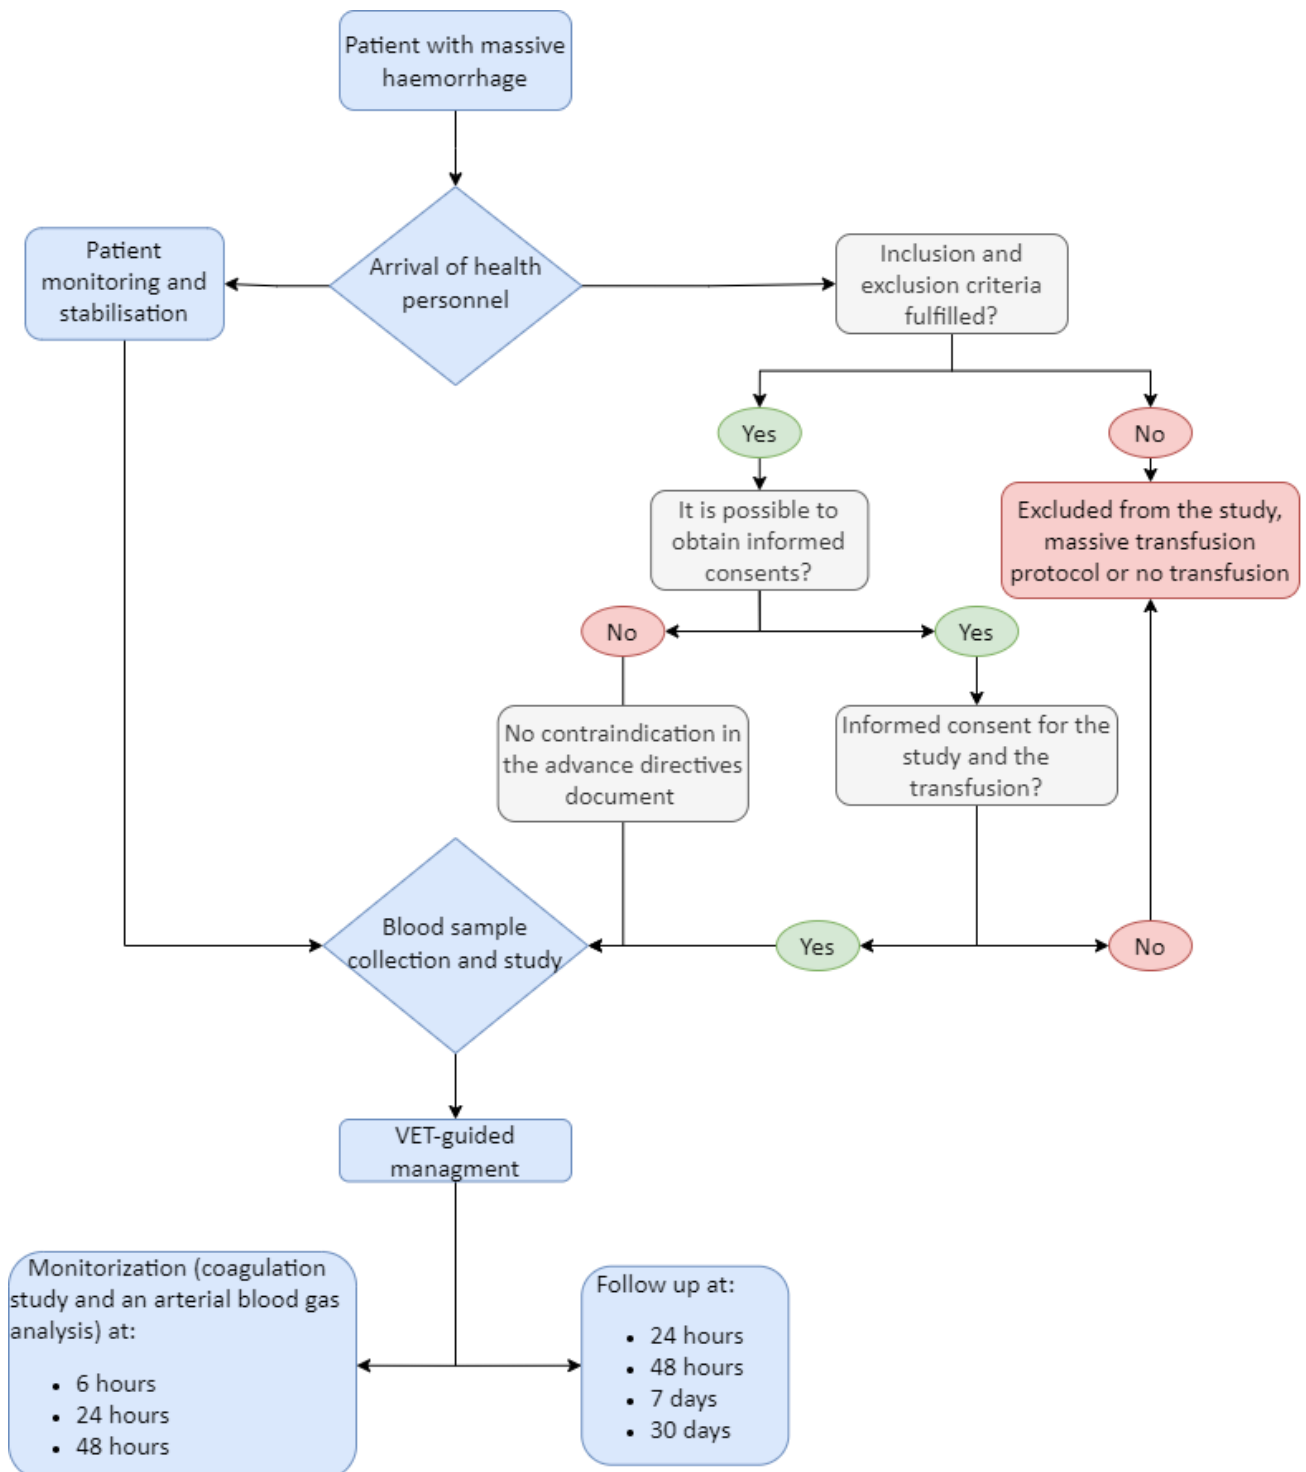 Patient with massive
haemorrhage
Arrival of health
personnel
Patient
monitoring and
stabilisation
Inclusion and
exclusion criteria
fulfilled?
Yes
No
It is possible to
obtain informed
consents?
Excluded from the study,
massive transfusion
protocol or no transfusion
No
Yes
No contraindication in
the advance directives
document
Informed consent for the
study and the
transfusion?
Blood sample
collection and study
Yes
No
VET-guided
managment
Monitorization (coagulation
study and an arterial blood gas
analysis) at:
• 6 hours
• 24 hours
• 48 hours
Follow up at:
• 24 hours
• 48 hours
• 7 days
• 30 days